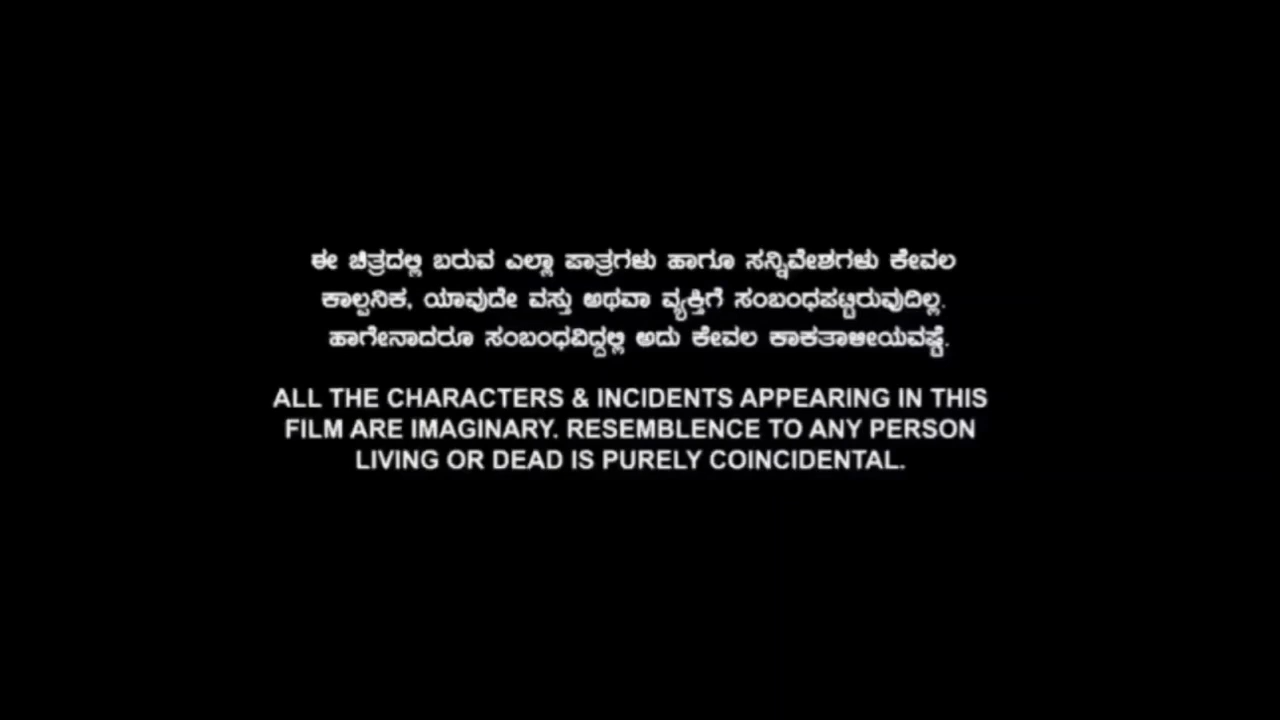 ಈ ಚಿತ್ರದಲ್ಲಿ ಬರುವ ಎಲ್ಲಾ ಪಾತ್ರಗಳು ಹಾಗೂ ಸನ್ನಿವೇಶಗಳು ಕೇವಲ
ಕಾಲ್ಪನಿಕ, ಯಾವುದೇ ವಸ್ತು ಅಥವಾ ವ್ಯಕ್ತಿಗೆ ಸಂಬಂಧಪಟ್ಟಿರುವುದಿಲ್ಲ.
ಹಾಗೇನಾದರೂ ಸಂಬಂಧವಿದ್ದಲ್ಲಿ ಅದು ಕೇವಲ ಕಾಕತಾಳೀಯವಷ್ಟೆ.
ALL THE CHARACTERS & INCIDENTS APPEARING IN THIS
FILM ARE IMAGINARY. RESEMBLENCE TO ANY PERSON
LIVING OR DEAD IS PURELY COINCIDENTAL.